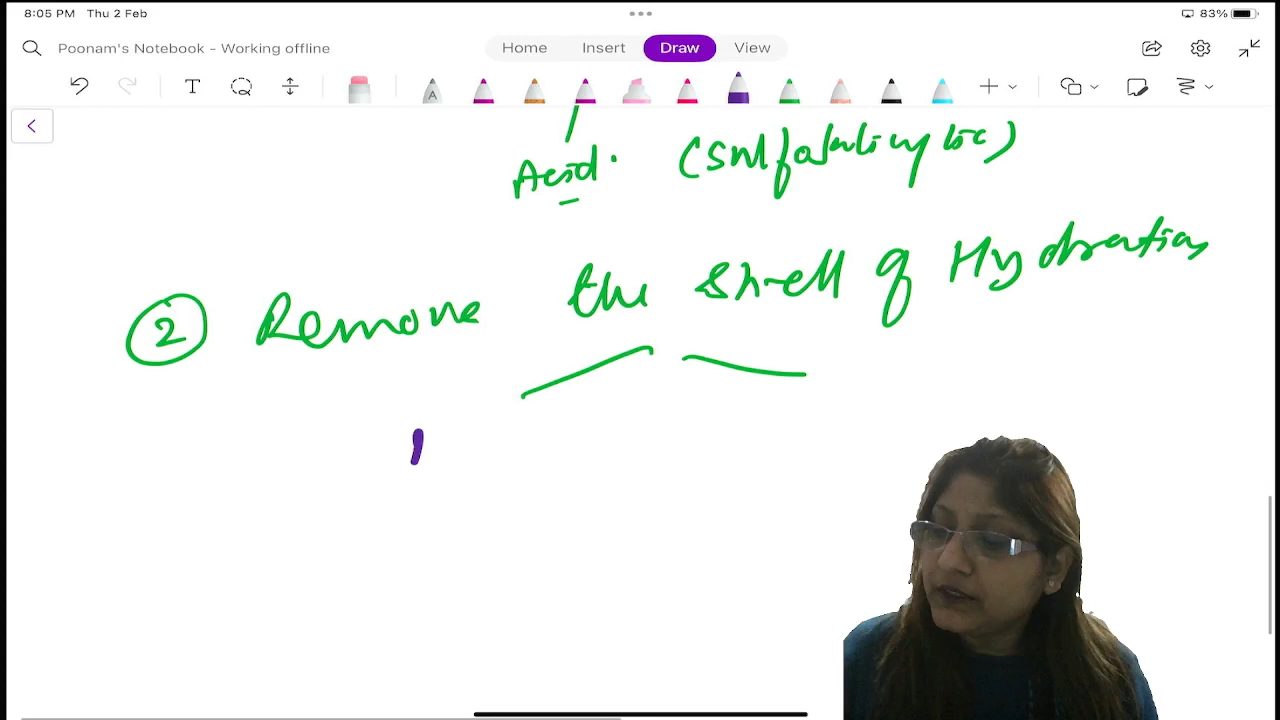 8:05 PM Thu 2 Feb
83%
Poonam's Notebook - Working offline
Home Insert Draw View
T
A
Acid.
② Remove the shell of Hydration